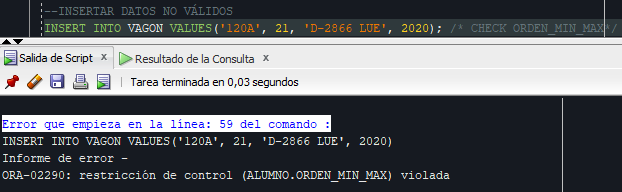 --INSERTAR DATOS NO VÁLIDOS
INSERT INTO VAGON VALUES('120A', 21, 'D-2866 LUE', 2020); /* CHECK ORDEN_MIN_MAX*/
Salida de Script x Resultado de la Consulta x
Tarea terminada en 0,03 segundos
Error que empieza en la línea: 59 del comando :
INSERT INTO VAGON VALUES('120A', 21, 'D-2866 LUE', 2020)
Informe de error -
ORA-02290: restricción de control (ALUMNO.ORDEN_MIN_MAX) violada